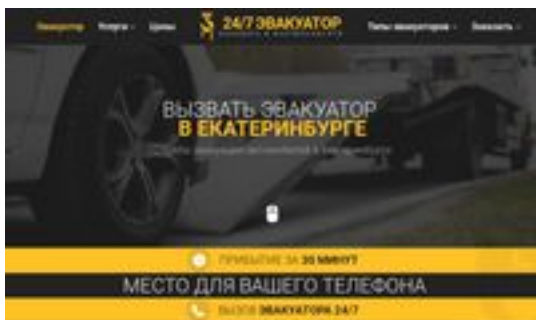 Эвакуатор Услуги Цены
24/7 ЭВАКУАТОР
Типы эвакуаторов Заказать
ВЫЗВАТЬ ЭВАКУАТОР
В ЕКАТЕРИНБУРГЕ
ПРИБЫТИЕ ЗА 20 МИНУТ
МЕСТО ДЛЯ ВАШЕГО ТЕЛЕФОНА
ВЫЗОВ ЭВАКУАТОРА 24/7